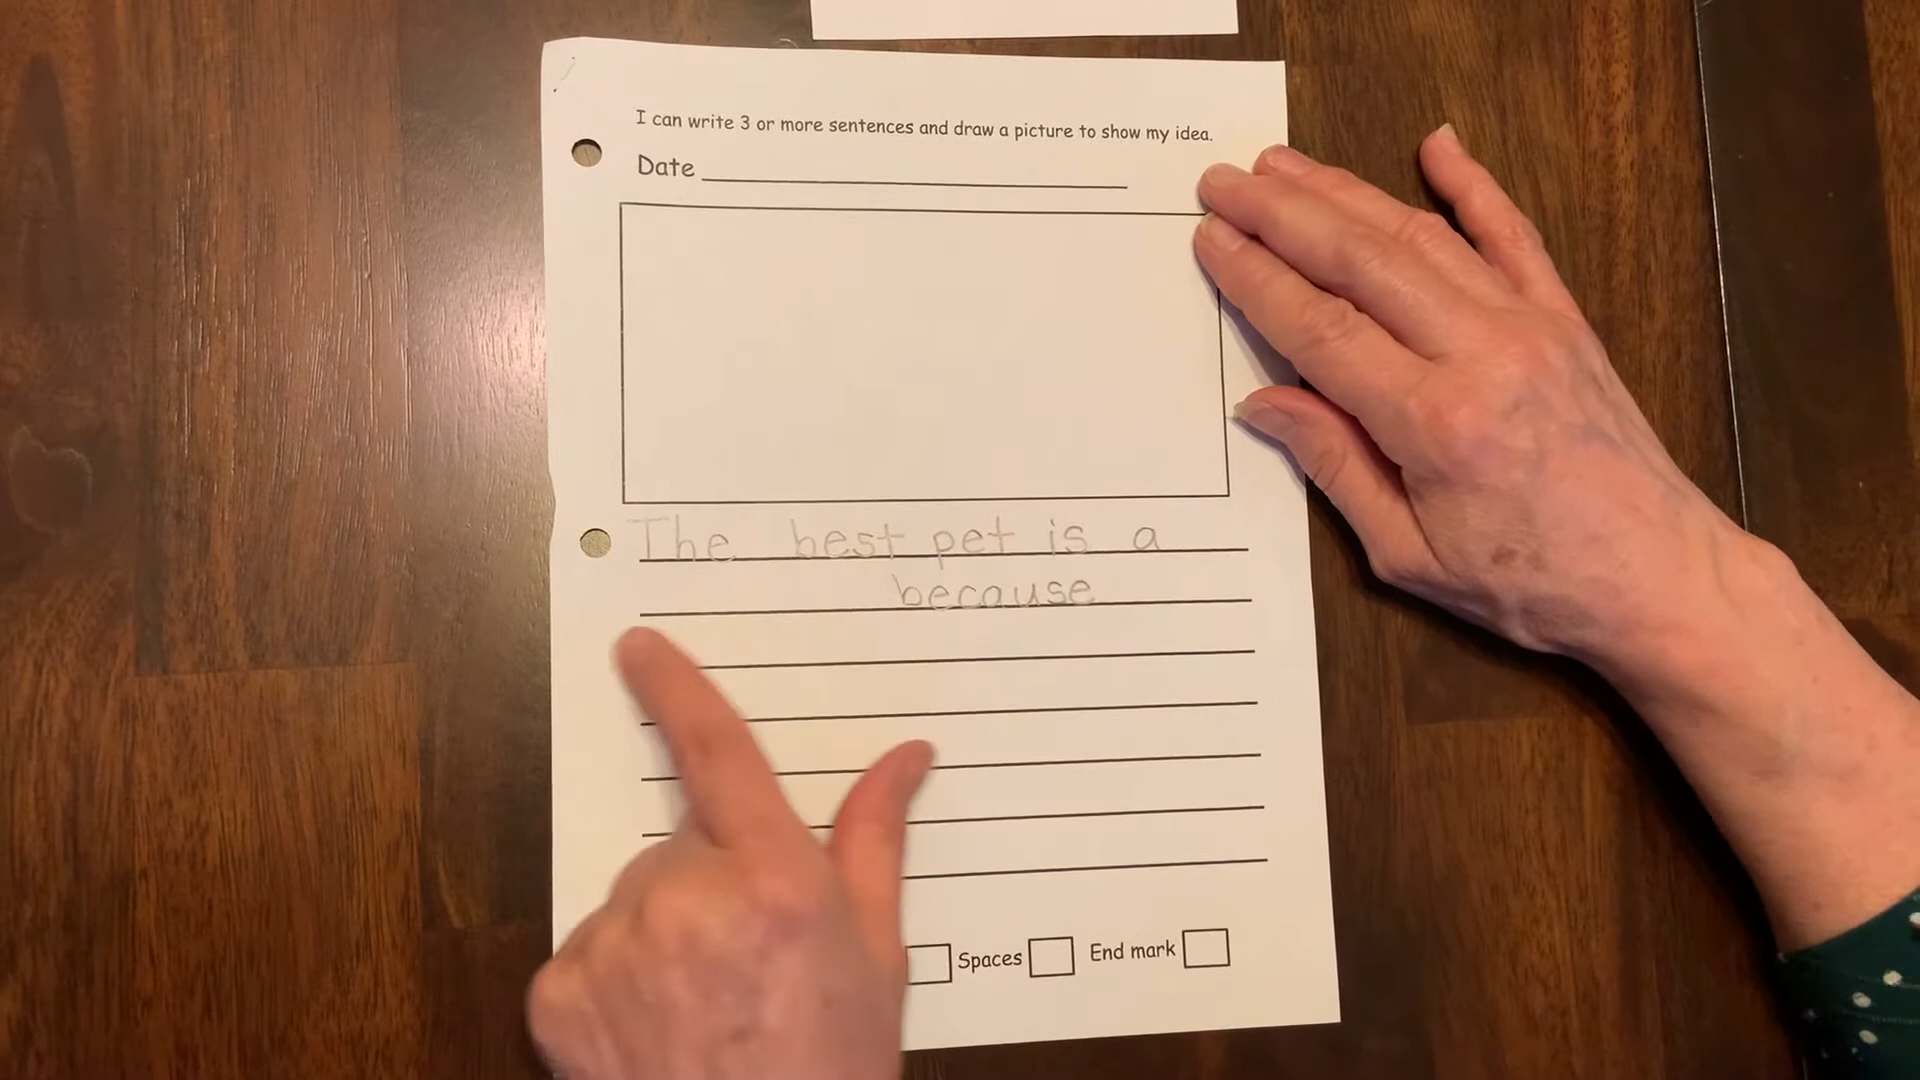 I can write 3 or more sentences and draw a picture to show my idea.
Date
The best pet is a
because
Spaces End mark